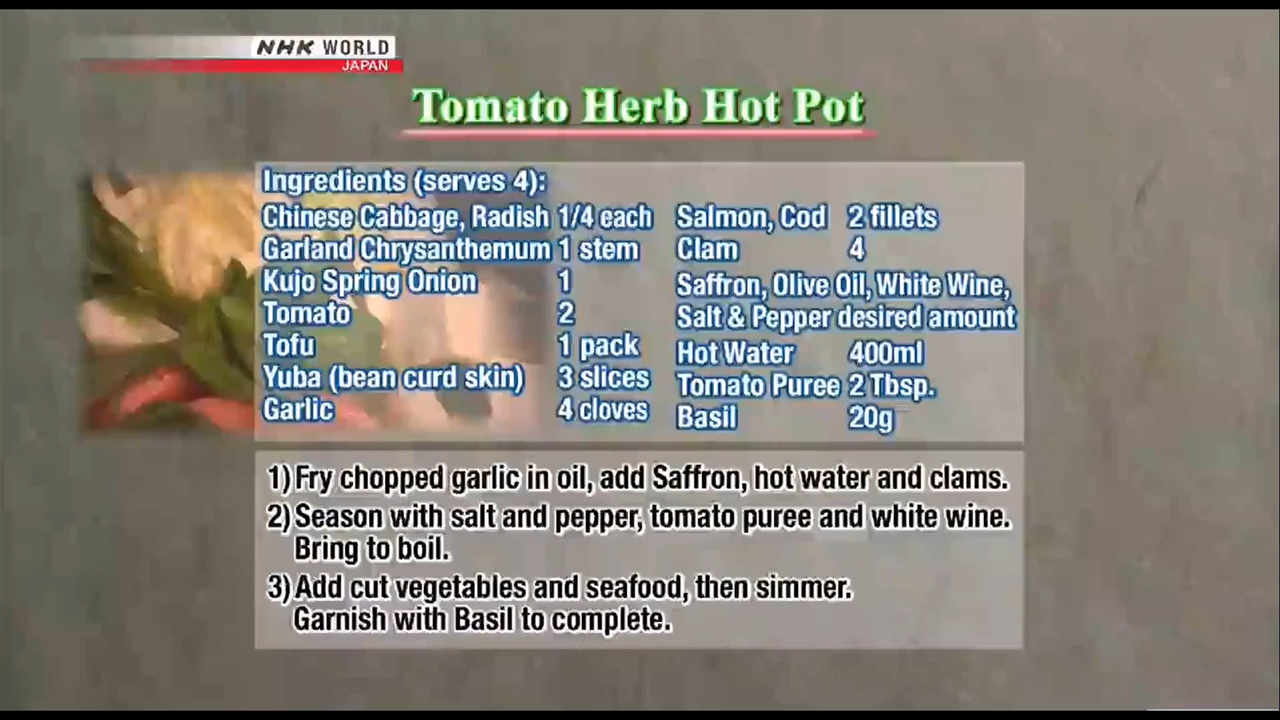 NHK WORLD
JAPAN
Tomato Herb Hot Pot
Ingredients (serves 4):
Chinese Cabbage, Radish 1/4 each
Garland Chrysanthemum 1 stem
Kujo Spring Onion 1
Tomato 2
Tofu 1 pack
Yuba (bean curd skin) 3 slices
Garlic 4 cloves
Salmon, Cod 2 fillets
Clam 4
Saffron, Olive Oil, White Wine,
Salt & Pepper desired amount
Hot Water 400ml
Tomato Puree 2 Tbsp.
Basil 20g
1) Fry chopped garlic in oil, add Saffron, hot water and clams.
2) Season with salt and pepper, tomato puree and white wine.
Bring to boil.
3) Add cut vegetables and seafood, then simmer.
Garnish with Basil to complete.